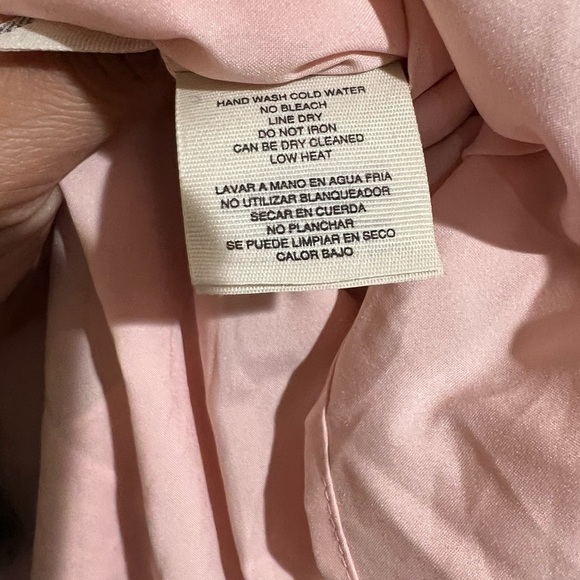 HAND WASH COLD WATER
NO BLEACH
LINE DRY
DO NOT IRON
CAN BE DRY CLEANED
LOW HEAT
LAVAR A MANO EN AGUA FRIA
NO UTILIZAR BLANQUEADOR
SECAR EN CUERDA
NO PLANCHAR
SE PUEDE LIMPIAR EN SECO
CALOR BAJO